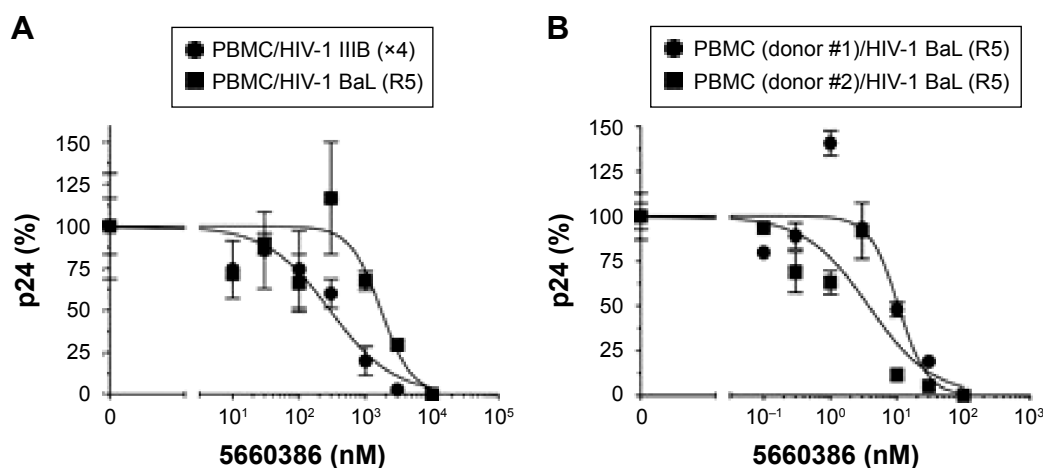 A
PBMC/HIV-1 IIIB (×4)
PBMC/HIV-1 BaL (R5)
p24 (%)
150
125
100
75
50
25
0
0
10¹
10²
10³
10⁴
10⁵
5660386 (nM)
B
PBMC (donor #1)/HIV-1 BaL (R5)
PBMC (donor #2)/HIV-1 BaL (R5)
p24 (%)
150
125
100
75
50
25
0
0
10⁻¹
10⁰
10¹
10²
10³
5660386 (nM)